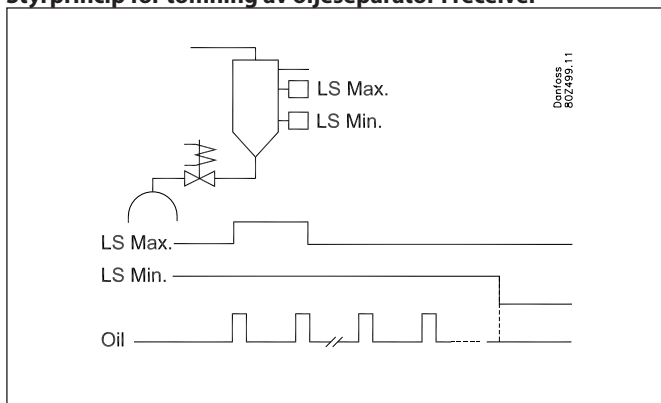 Styrprincip för tömning av oljeseparator i receiver
Danfoss
80Z499.11
LS Max.
LS Min.
LS Max.
LS Min.
Oil